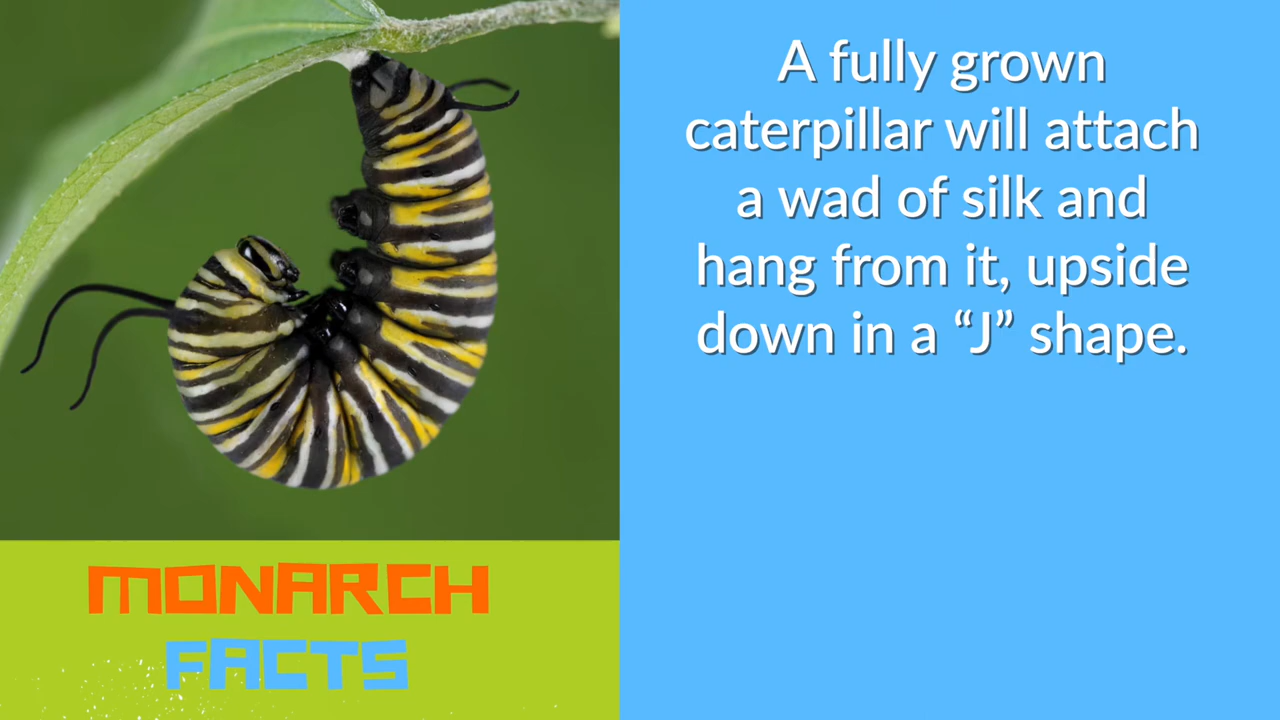 A fully grown
caterpillar will attach
a wad of silk and
hang from it, upside
down in a “J” shape.
MONARCH
FACTS